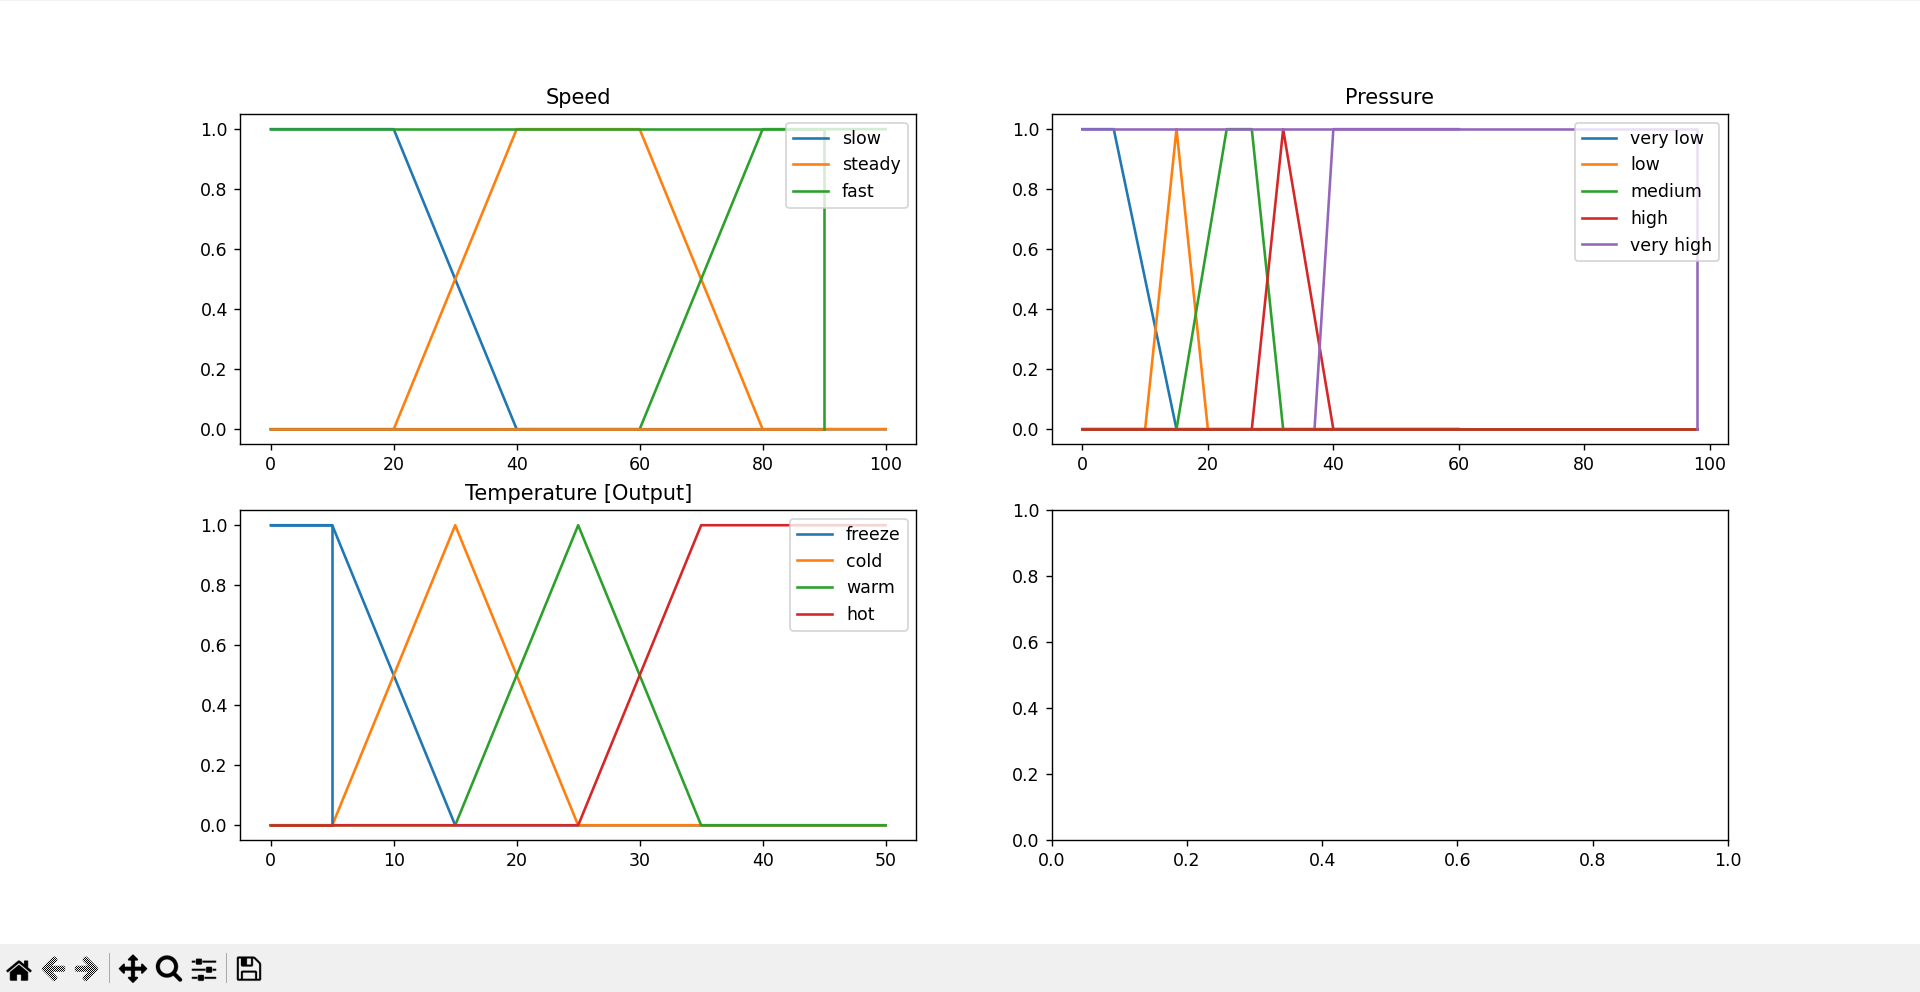 Speed
1.0
0.8
0.6
0.4
0.2
0.0
0 20 40 60 80 100
slow
steady
fast
Pressure
1.0
0.8
0.6
0.4
0.2
0.0
0 20 40 60 80 100
very low
low
medium
high
very high
Temperature [Output]
1.0
0.8
0.6
0.4
0.2
0.0
0 10 20 30 40 50
freeze
cold
warm
hot
1.0
0.8
0.6
0.4
0.2
0.0
0.0 0.2 0.4 0.6 0.8 1.0